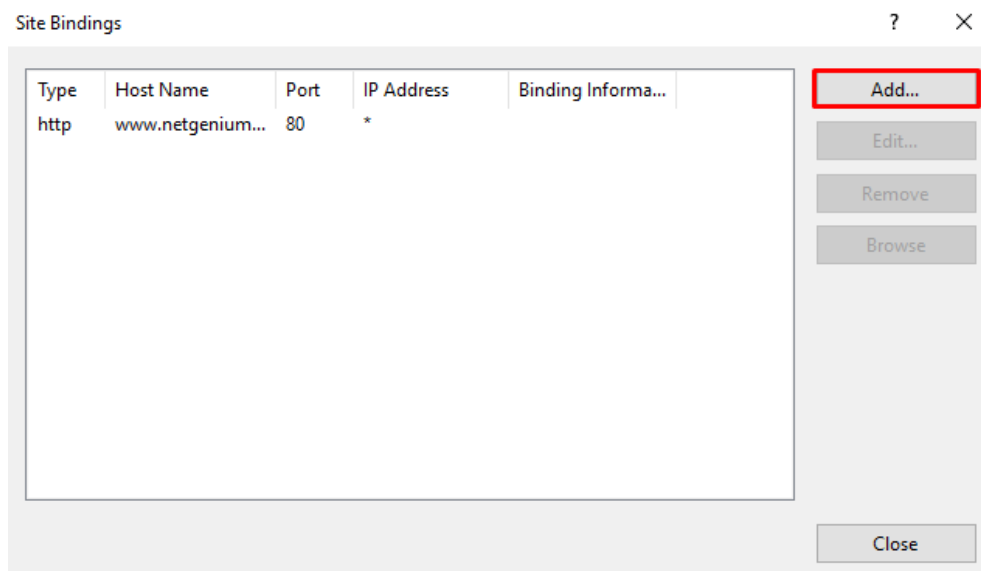 Site Bindings
Type Host Name Port IP Address Binding Informa...
http www.netgenium... 80 *
Add...
Edit...
Remove
Browse
Close